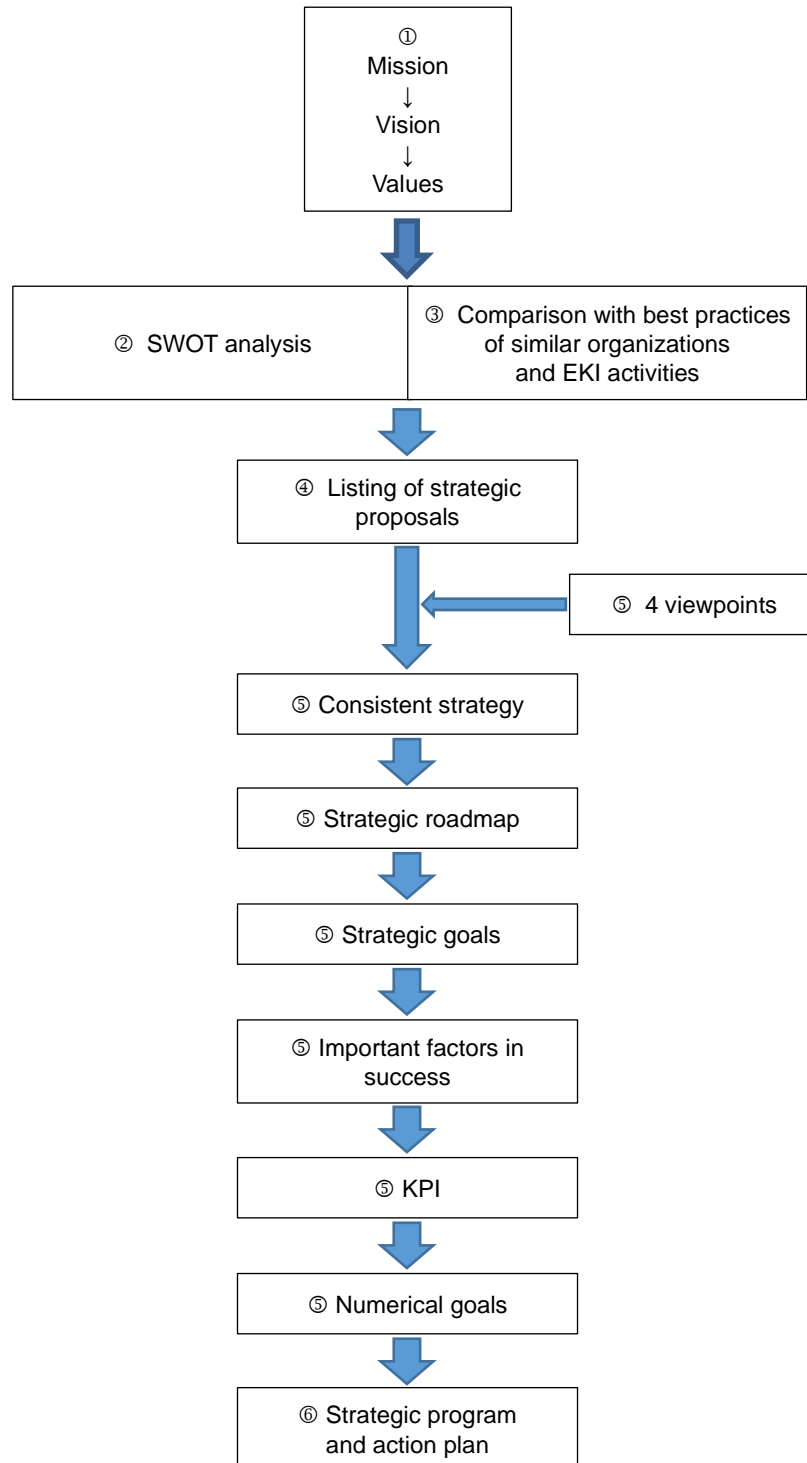 ①
Mission
↓
Vision
↓
Values
② SWOT analysis
③ Comparison with best practices
of similar organizations
and EKI activities
④ Listing of strategic
proposals
⑤ 4 viewpoints
⑤ Consistent strategy
⑤ Strategic roadmap
⑤ Strategic goals
⑤ Important factors in
success
⑤ KPI
⑤ Numerical goals
⑥ Strategic program
and action plan